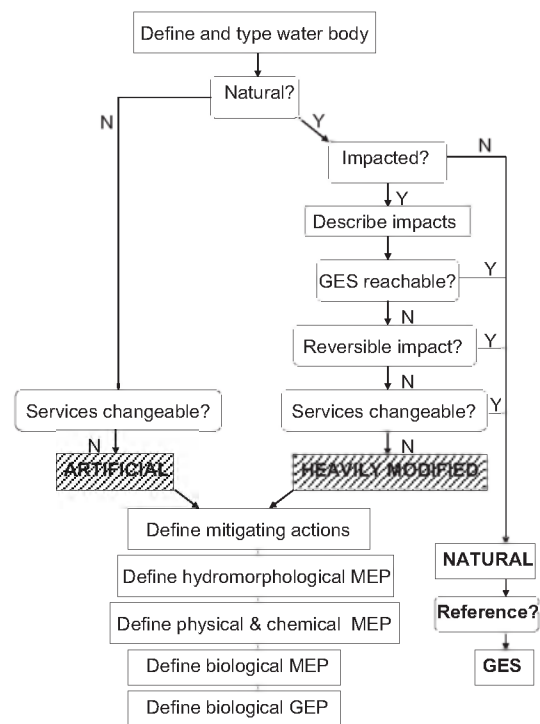 Define and type water body
Natural?
N
Y
Impacted?
N
Y
Describe impacts
GES reachable?
Y
N
Reversible impact?
Y
N
Services changeable?
Services changeable?
Y
N
N
ARTIFICIAL
HEAVILY MODIFIED
Define mitigating actions
Define hydromorphological MEP
NATURAL
Define physical & chemical MEP
Reference?
Define biological MEP
GES
Define biological GEP